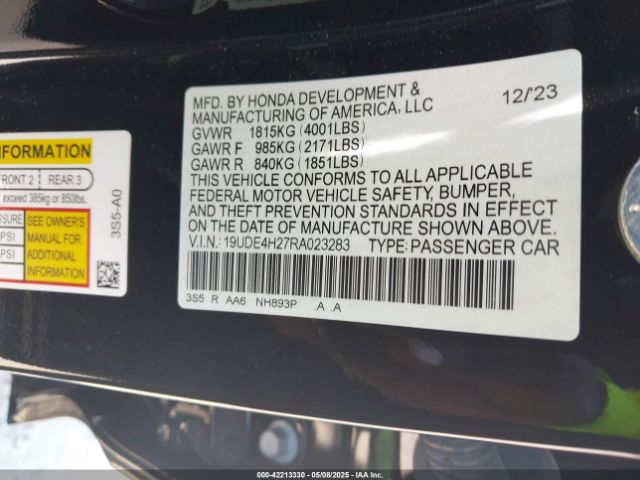 MFD. BY HONDA DEVELOPMENT & 12/'23
MANUFACTURING OF AMERICA, LLC
GVWR 1815KG (4001LBS)
GAWR F 985KG (2171LBS)
GAWR R 840KG (1851LBS)
THIS VEHICLE CONFORMS TO ALL APPLICABLE
FEDERAL MOTOR VEHICLE SAFETY, BUMPER,
AND THEFT PREVENTION STANDARDS IN EFFECT
ON THE DATE OF MANUFACTURE SHOWN ABOVE.
V.I.N.: 19UDE4H27RA023283 TYPE: PASSENGER CAR
3S5 R AA6 NH893P .A .A
INFORMATION
FRONT 2 REAR 3
exceed 385kg or 850lbs.
SEE OWNER'S
PSI MANUAL FOR
ADDITIONAL
PSI INFORMATION
3S5-A0
000-42213330 - 05/08/2025 - IAA Inc.